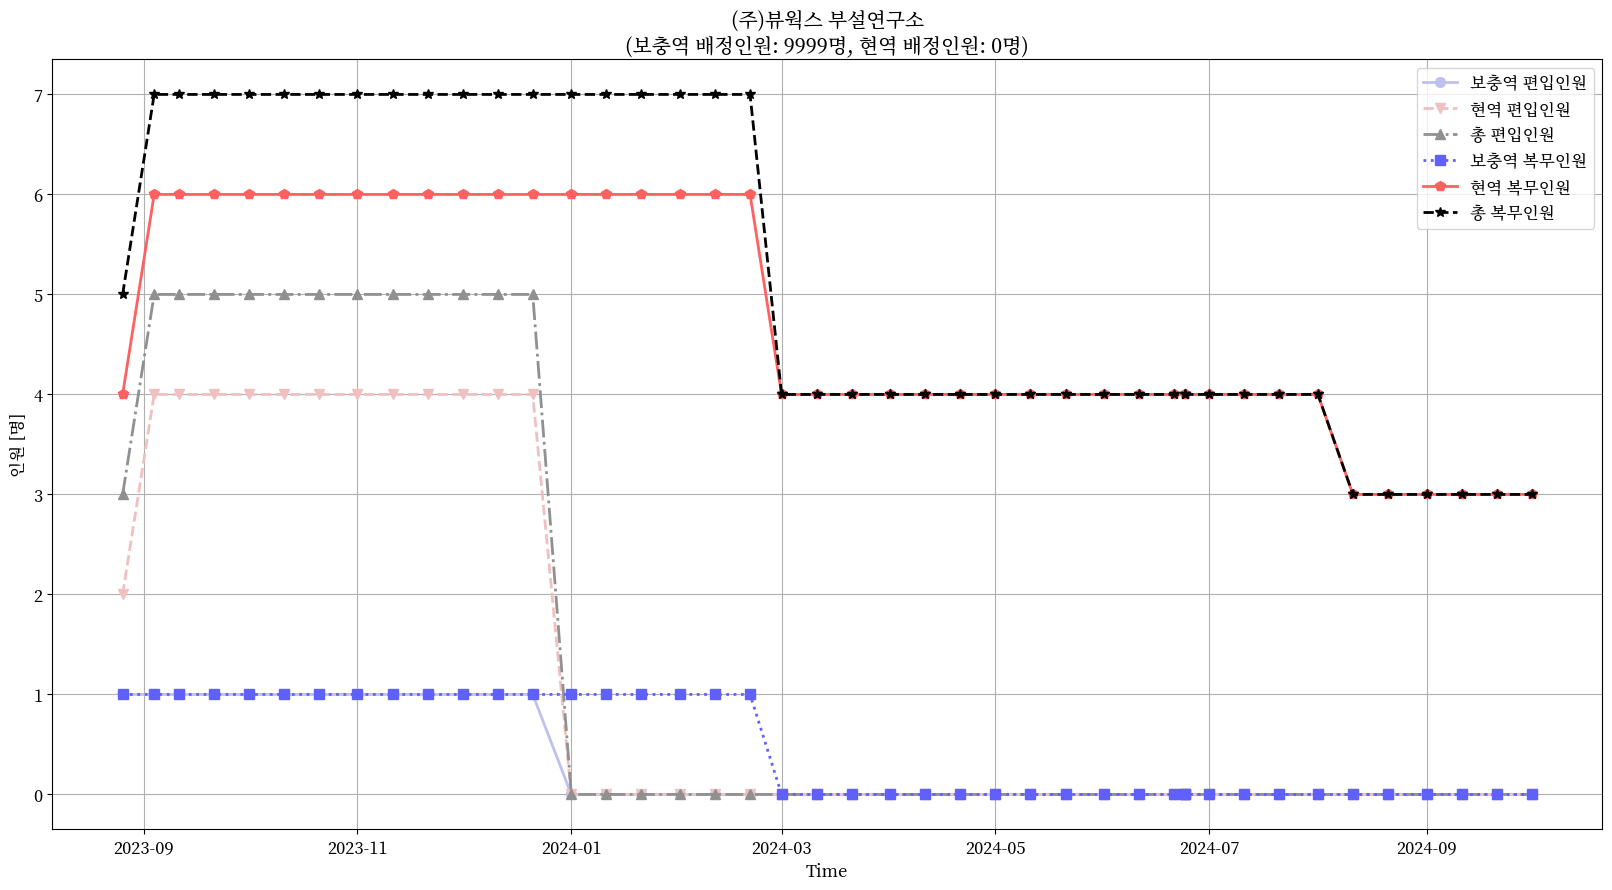 (주)뷰웍스 부설연구소
(보충역 배정인원: 9999명, 현역 배정인원: 0명)
보충역 편입인원
현역 편입인원
총 편입인원
보충역 복무인원
현역 복무인원
총 복무인원
인원 [명]
7
6
5
4
3
2
1
0
2023-09
2023-11
2024-01
2024-03
2024-05
2024-07
2024-09
Time